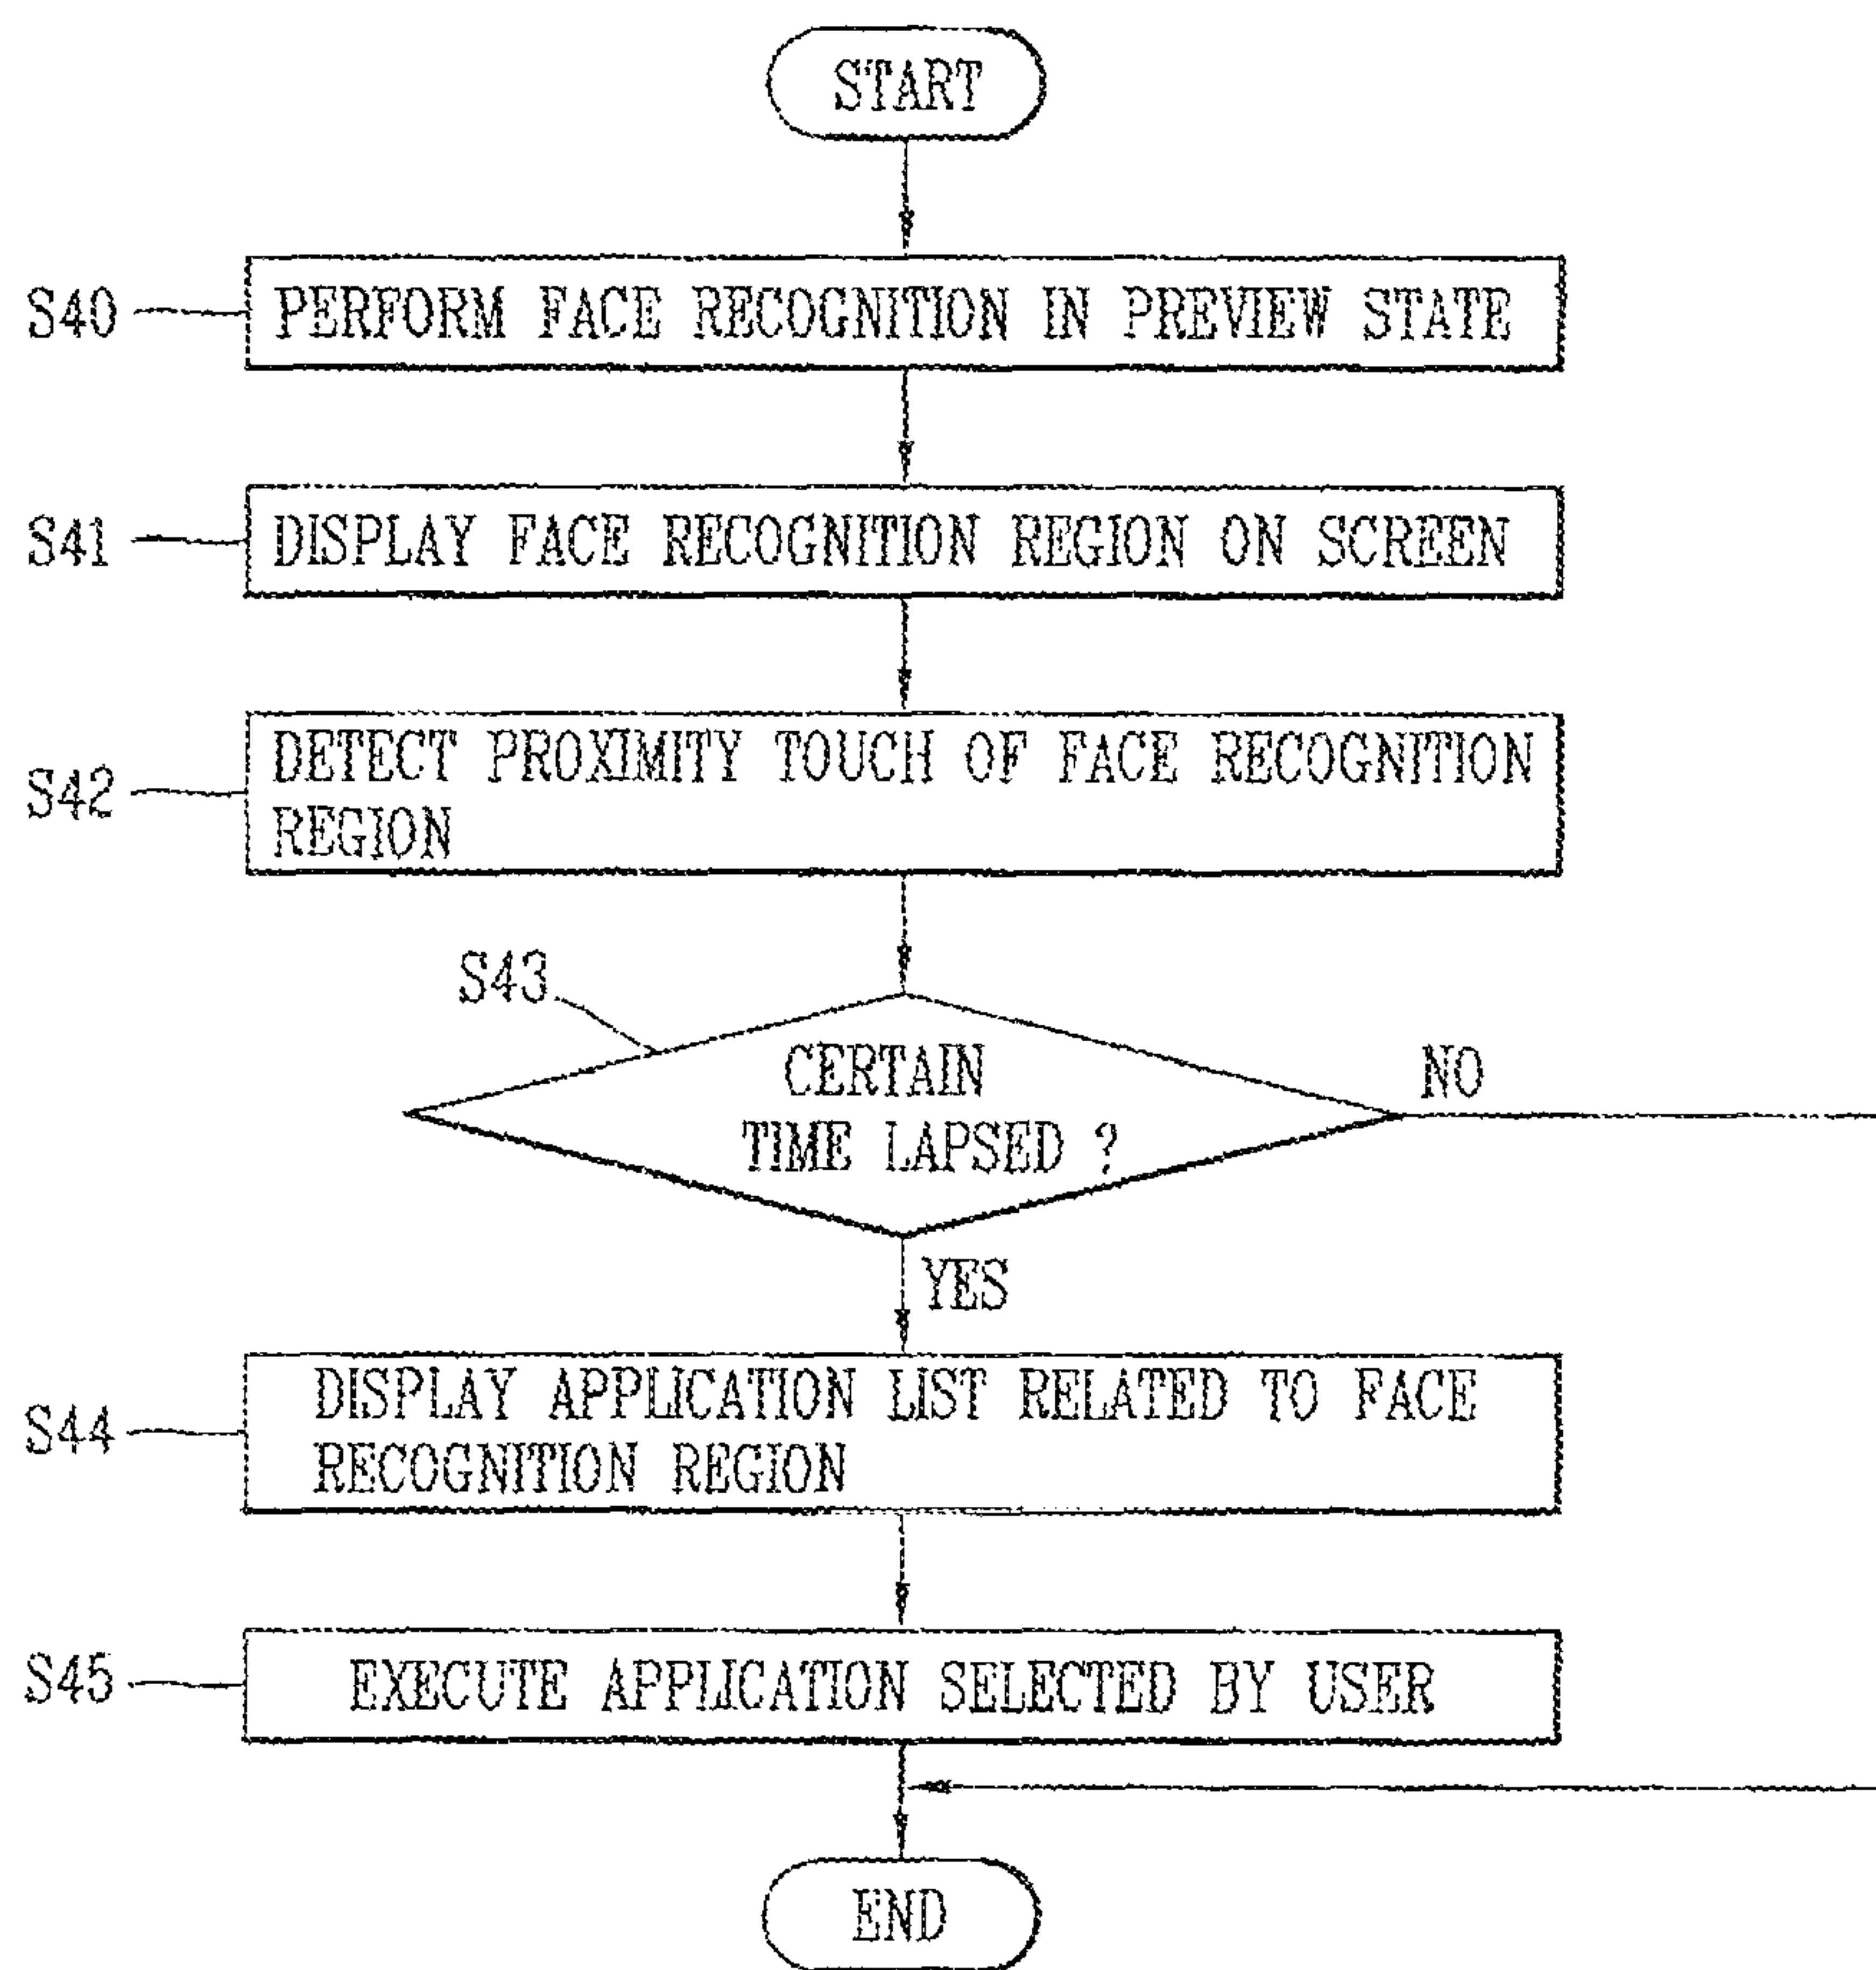 START
S40
PERFORM FACE RECOGNITION IN PREVIEW STATE
S41
DISPLAY FACE RECOGNITION REGION ON SCREEN
S42
DETECT PROXIMITY TOUCH OF FACE RECOGNITION
REGION
S43
CERTAIN
TIME LAPSED ?
NO
YES
S44
DISPLAY APPLICATION LIST RELATED TO FACE
RECOGNITION REGION
S45
EXECUTE APPLICATION SELECTED BY USER
END